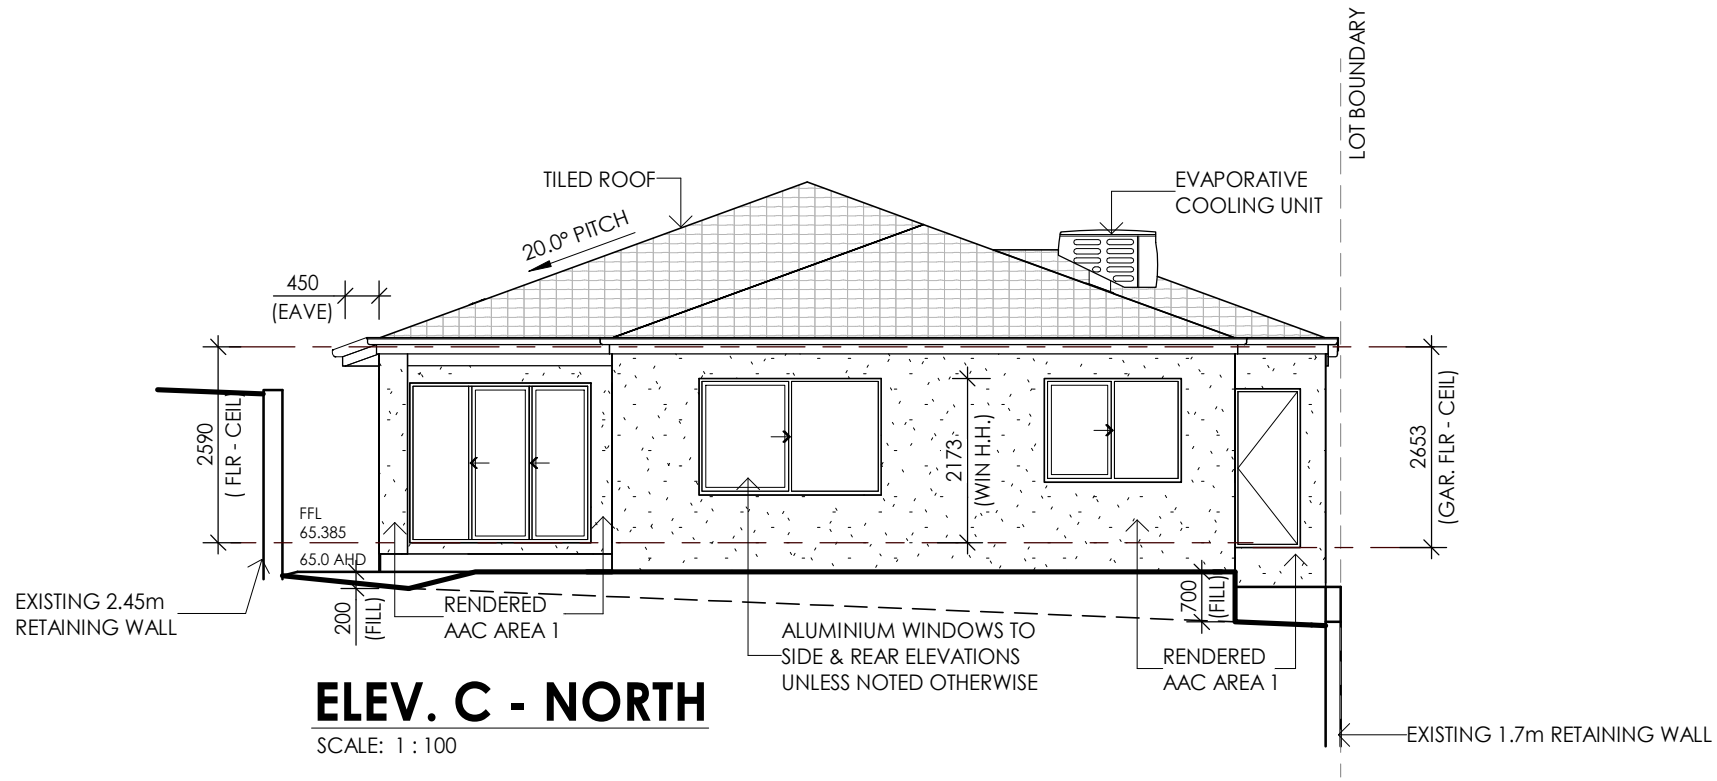 LOT BOUNDARY
TILED ROOF
EVAPORATIVE
COOLING UNIT
20.0° PITCH
450
(EAVE)
2590
( FLR - CEIL)
2173
(WIN H.H.)
2653
(GAR. FLR - CEIL)
FFL
65.385
65.0 AHD
EXISTING 2.45m
RETAINING WALL
200
(FILL)
RENDERED
AAC AREA 1
ALUMINIUM WINDOWS TO
SIDE & REAR ELEVATIONS
UNLESS NOTED OTHERWISE
700
(FILL)
RENDERED
AAC AREA 1
EXISTING 1.7m RETAINING WALL
ELEV. C - NORTH
SCALE: 1 : 100